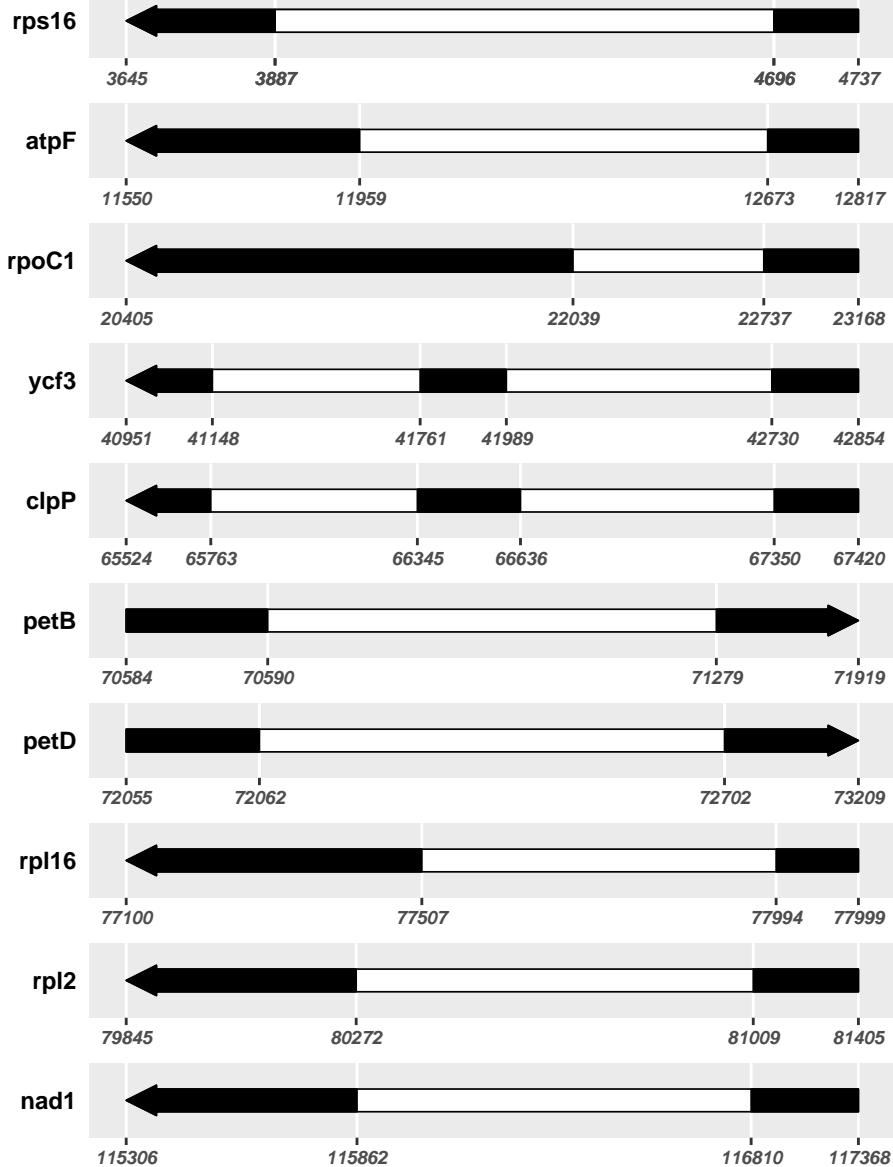 rps16
3645 3887 4696 4737
atpF
11550 11959 12673 12817
rpoC1
20405 22039 22737 23168
ycf3
40951 41148 41761 41989 42730 42854
clpP
65524 65763 66345 66636 67350 67420
petB
70584 70590 71279 71919
petD
72055 72062 72702 73209
rpl16
77100 77507 77994 77999
rpl2
79845 80272 81009 81405
nad1
115306 115862 116810 117368